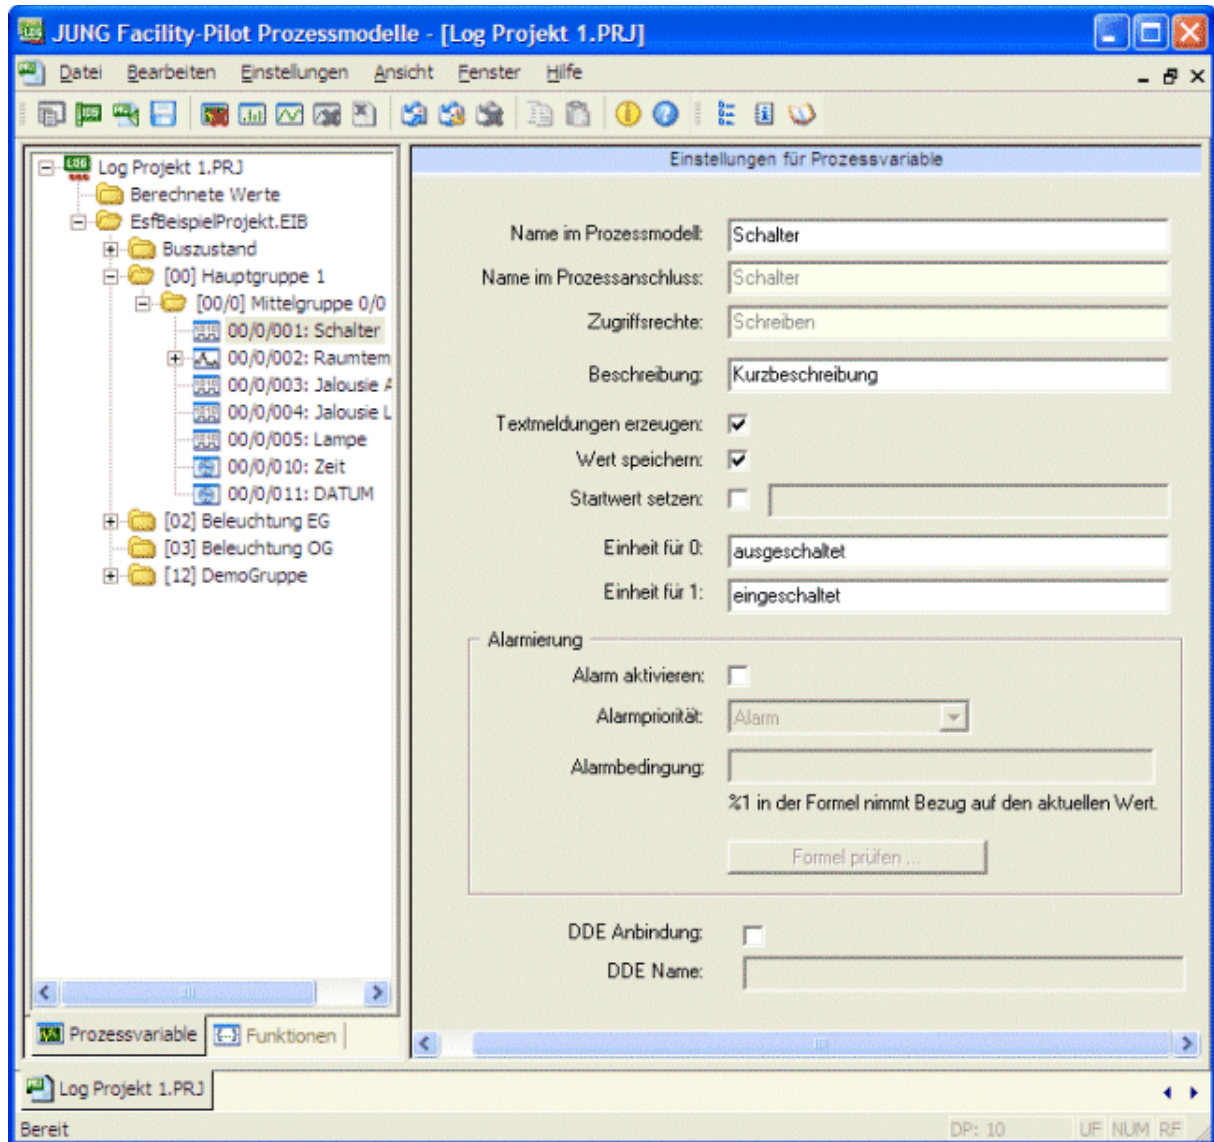 JUNG Facility-Pilot Prozessmodelle - [Log Projekt 1.PRJ]
Datei Bearbeiten Einstellungen Ansicht Fenster Hilfe
Einstellungen für Prozessvariable
Log Projekt 1.PRJ
Berechnete Werte
EsfBeispielProjekt.EIB
Buszustand
[00] Hauptgruppe 1
[00/0] Mittelgruppe 0/0
00/0/001: Schalter
00/0/002: Raumtem
00/0/003: Jalousie A
00/0/004: Jalousie L
00/0/005: Lampe
00/0/010: Zeit
00/0/011: DATUM
[02] Beleuchtung EG
[03] Beleuchtung OG
[12] DemoGruppe
Prozessvariable Funktionen
Name im Prozessmodell: Schalter
Name im Prozessanschluss: Schalter
Zugriffsrechte: Schreiben
Beschreibung: Kurzbeschreibung
Textmeldungen erzeugen:
Wert speichern:
Startwert setzen:
Einheit für 0: ausgeschaltet
Einheit für 1: eingeschaltet
Alarmierung
Alarm aktivieren:
Alarmpriorität: Alarm
Alarmbedingung:
%1 in der Formel nimmt Bezug auf den aktuellen Wert.
Formel prüfen ...
DDE Anbindung:
DDE Name:
Log Projekt 1.PRJ
Bereit DP: 10 UF NUM RF